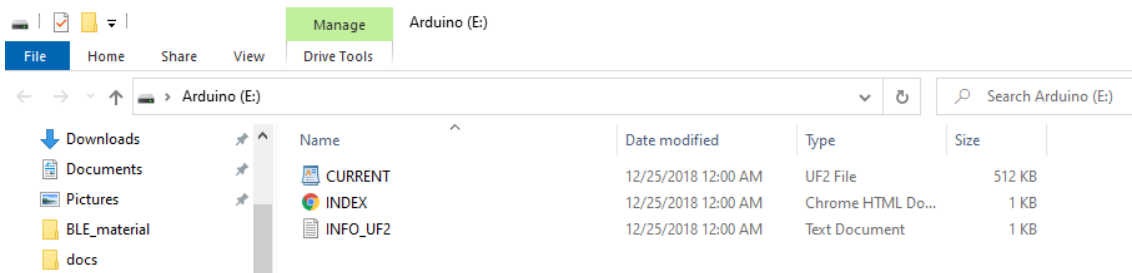 Manage Arduino (E:)
File Home Share View Drive Tools
Arduino (E:) Search Arduino (E:)
Downloads Name Date modified Type Size
Documents CURRENT 12/25/2018 12:00 AM UF2 File 512 KB
Pictures INDEX 12/25/2018 12:00 AM Chrome HTML Do... 1 KB
BLE_material INFO_UF2 12/25/2018 12:00 AM Text Document 1 KB
docs